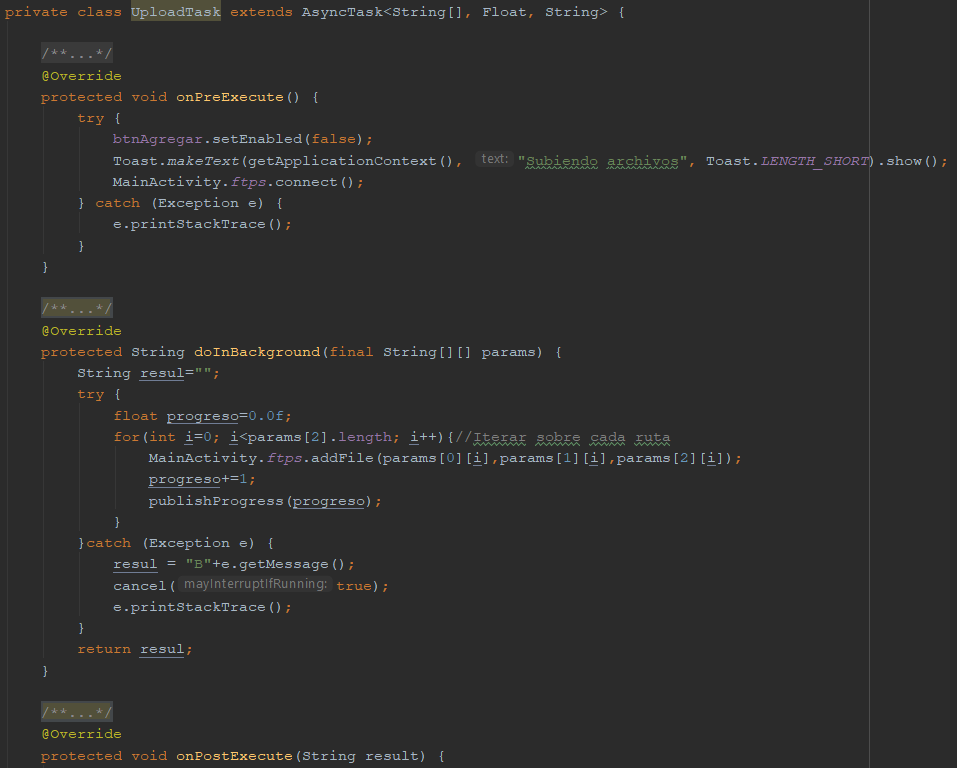 private class UploadTask extends AsyncTask<String[], Float, String> {
/**...*/
@Override
protected void onPreExecute() {
try {
btnAgregar.setEnabled(false);
Toast.makeText(getApplicationContext(), text: "Subiendo archivos", Toast.LENGTH_SHORT).show();
MainActivity.ftps.connect();
} catch (Exception e) {
e.printStackTrace();
}
}
/**...*/
@Override
protected String doInBackground(final String[][] params) {
String resul="";
try {
float progreso=0.0f;
for(int i=0; i<params[2].length; i++){//Iterar sobre cada ruta
MainActivity.ftps.addFile(params[0][i],params[1][i],params[2][i]);
progreso+=1;
publishProgress(progreso);
}
}catch (Exception e) {
resul = "B"+e.getMessage();
cancel( mayInterruptIfRunning: true);
e.printStackTrace();
}
return resul;
}
/**...*/
@Override
protected void onPostExecute(String result) {